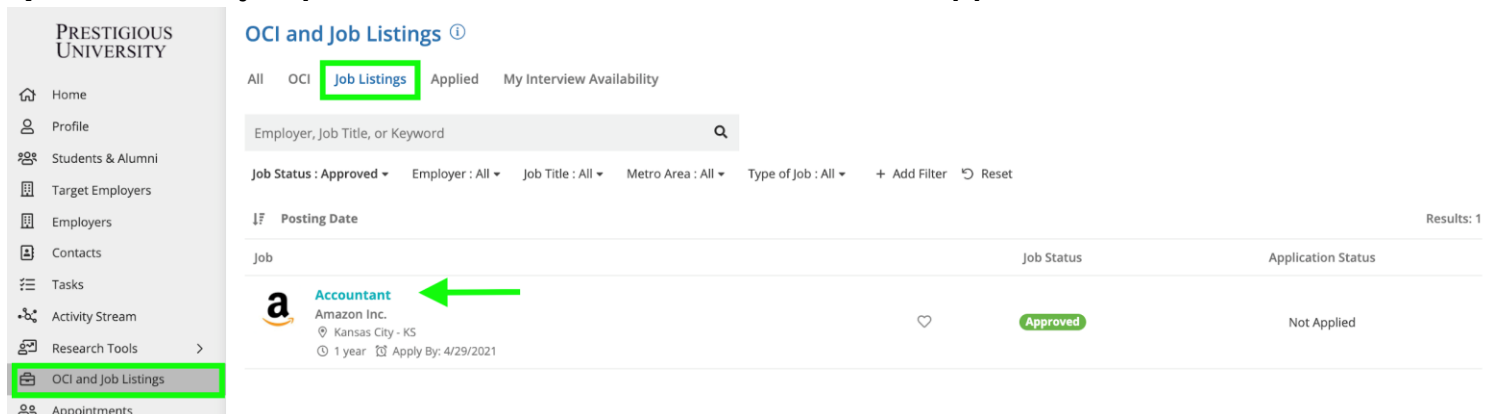 PRESTIGIOUS
UNIVERSITY
Home
Profile
Students & Alumni
Target Employers
Employers
Contacts
Tasks
Activity Stream
Research Tools
OCI and Job Listings
Appointments
OCI and Job Listings
All OCI Job Listings Applied My Interview Availability
Employer, Job Title, or Keyword
Job Status : Approved Employer : All Job Title : All Metro Area : All Type of Job : All + Add Filter Reset
Posting Date Results: 1
Job Job Status Application Status
a
Accountant
Amazon Inc.
Kansas City - KS
1 year Apply By: 4/29/2021
Approved Not Applied